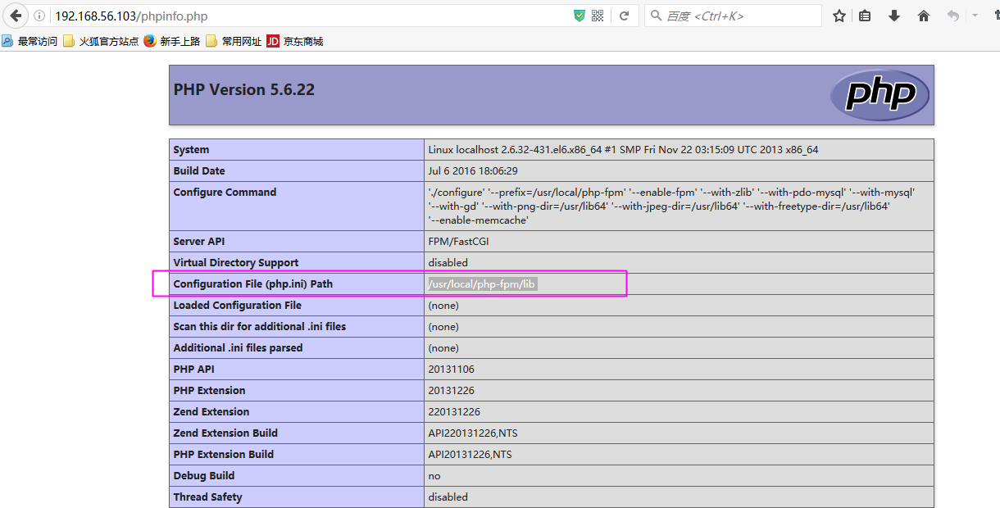 192.168.56.103/phpinfo.php
百度 <Ctrl+K>
最常访问 火狐官方站点 新手上路 常用网址 JD 京东商城
PHP Version 5.6.22
php
System Linux localhost 2.6.32-431.el6.x86_64 #1 SMP Fri Nov 22 03:15:09 UTC 2013 x86_64
Build Date Jul 6 2016 18:06:29
Configure Command './configure' '--prefix=/usr/local/php-fpm' '--enable-fpm' '--with-zlib' '--with-pdo-mysql' '--with-mysql'
'--with-gd' '--with-png-dir=/usr/lib64' '--with-jpeg-dir=/usr/lib64' '--with-freetype-dir=/usr/lib64'
'--enable-memcache'
Server API FPM/FastCGI
Virtual Directory Support disabled
Configuration File (php.ini) Path /usr/local/php-fpm/lib
Loaded Configuration File (none)
Scan this dir for additional .ini files (none)
Additional .ini files parsed (none)
PHP API 20131106
PHP Extension 20131226
Zend Extension 220131226
Zend Extension Build API220131226,NTS
PHP Extension Build API20131226,NTS
Debug Build no
Thread Safety disabled